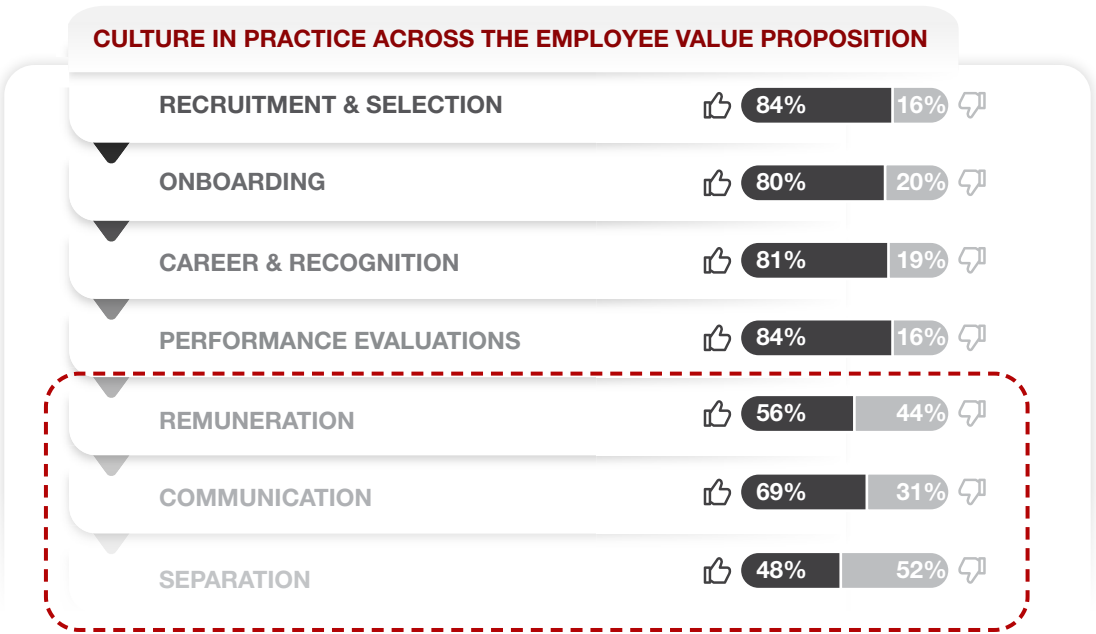 CULTURE IN PRACTICE ACROSS THE EMPLOYEE VALUE PROPOSITION
RECRUITMENT & SELECTION 84% 16%
ONBOARDING 80% 20%
CAREER & RECOGNITION 81% 19%
PERFORMANCE EVALUATIONS 84% 16%
REMUNERATION 56% 44%
COMMUNICATION 69% 31%
SEPARATION 48% 52%